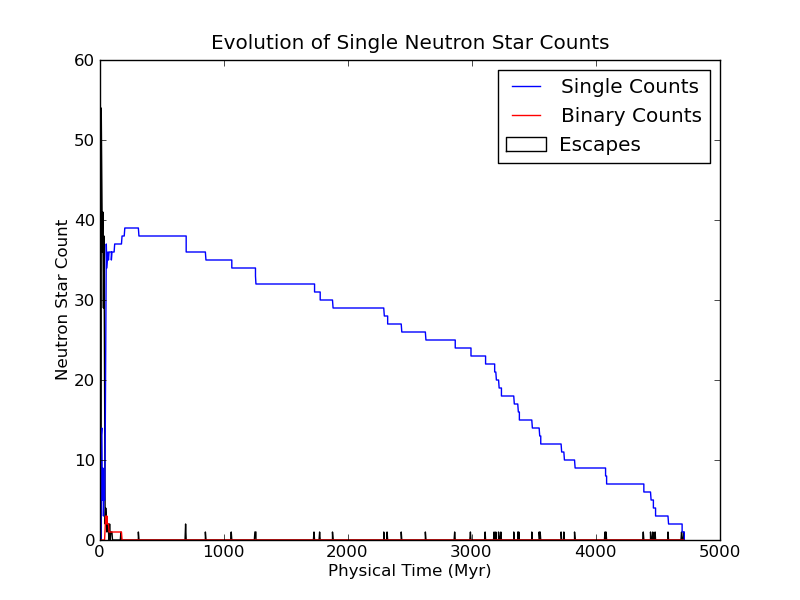 Evolution of Single Neutron Star Counts
Single Counts
Binary Counts
Escapes
Neutron Star Count
60
50
40
30
20
10
0
0 1000 2000 3000 4000 5000
Physical Time (Myr)